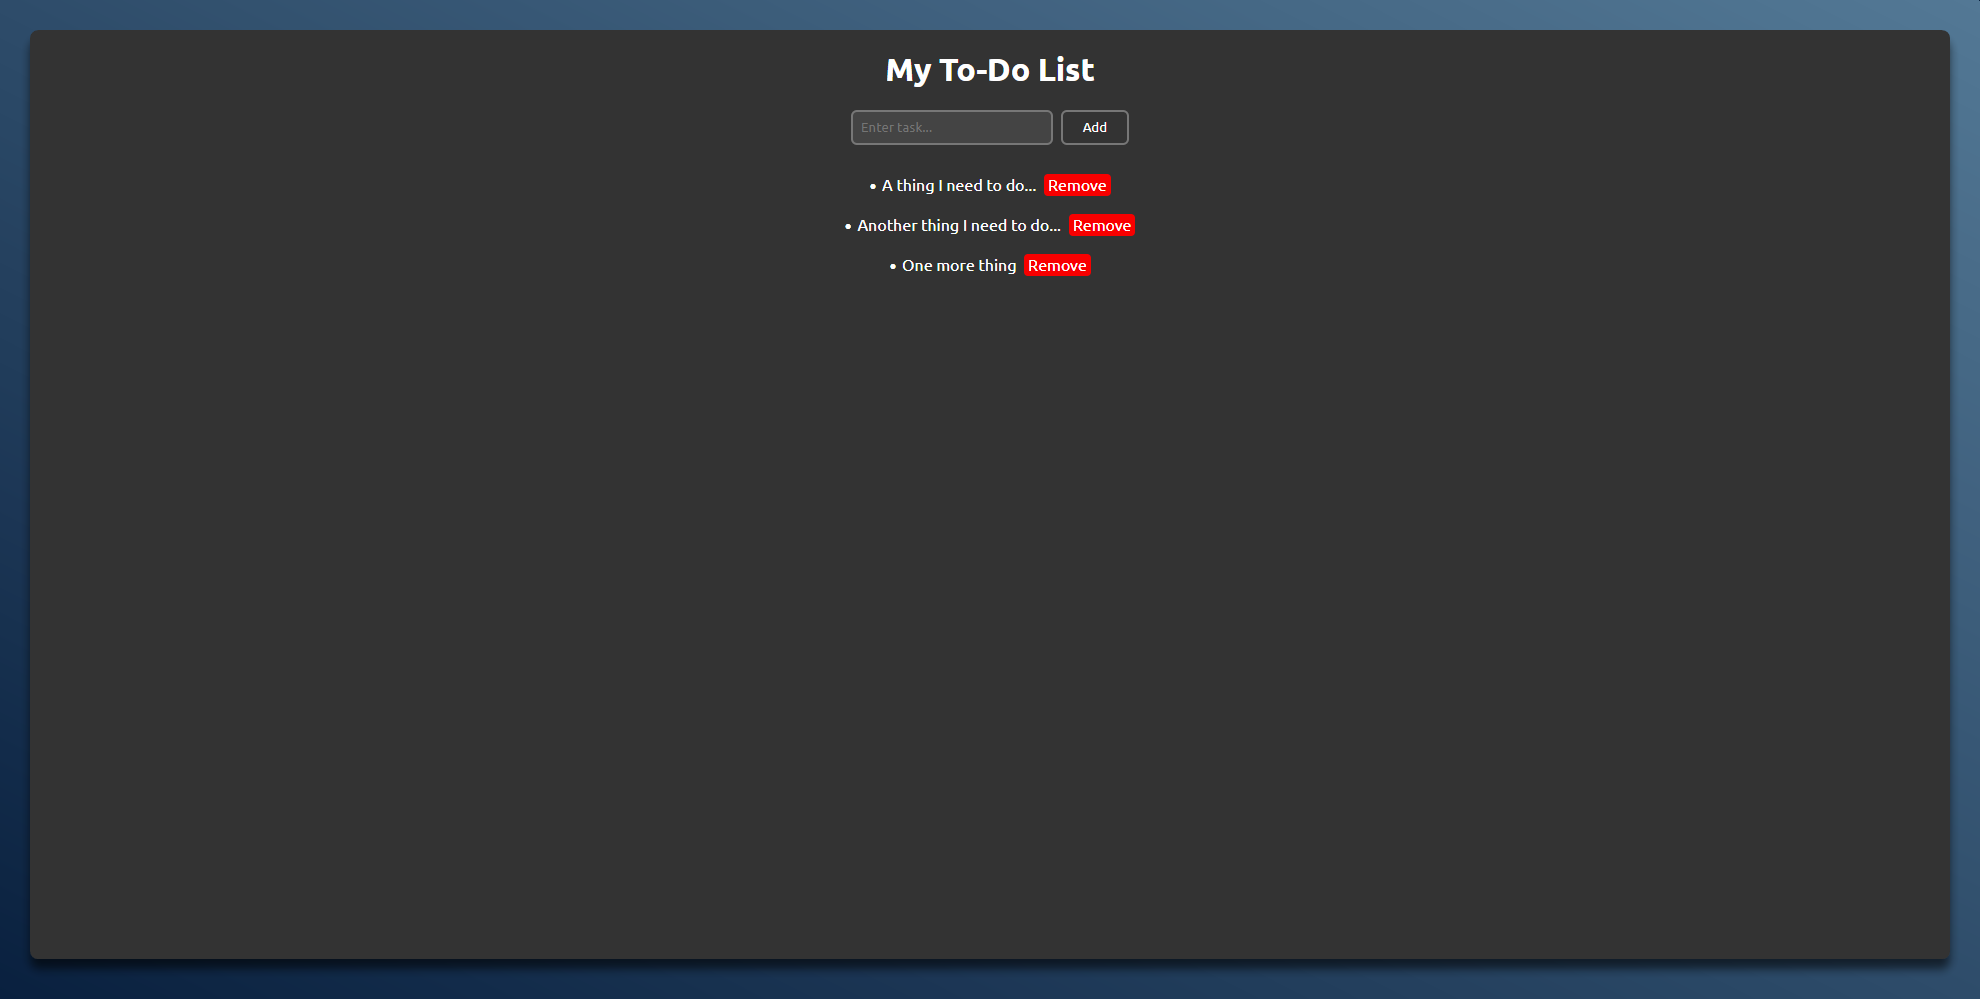 My To-Do List
Enter task... Add
• A thing I need to do... Remove
• Another thing I need to do... Remove
• One more thing Remove